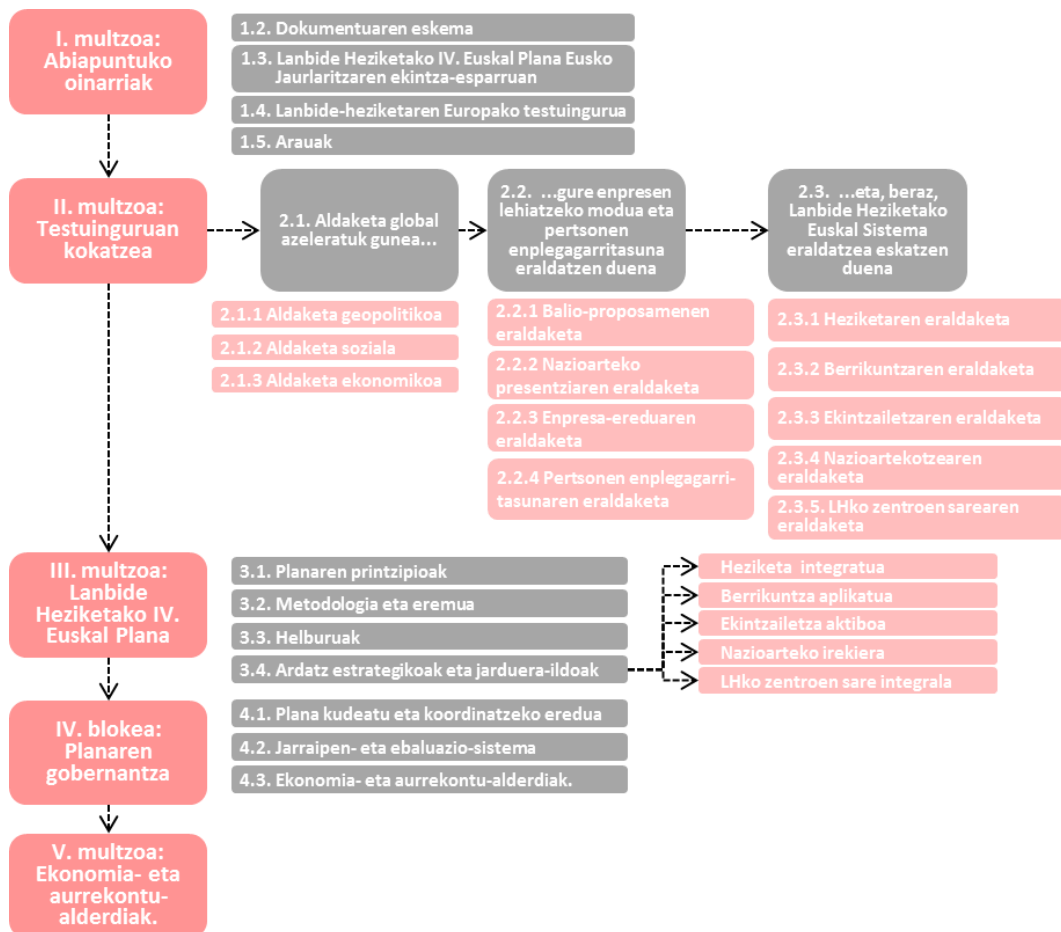 I. multzoa:
Abiapuntuko
oinarriak
1.2. Dokumentuaren eskema
1.3. Lanbide Heziketako IV. Euskal Plana Eusko
Jaurlaritzaren ekintza-esparruan
1.4. Lanbide-heziketaren Europako testuingurua
1.5. Arauak
II. multzoa:
Testuinguruan
kokatzea
2.1. Aldaketa global
azeleratuk gunea...
2.2. ...gure enpresen
lehiatzeko modua eta
pertsonen
enplegagarritasuna
eraldatzen duena
2.3. ...eta, beraz,
Lanbide Heziketako
Euskal Sistema
eraldatzea eskatzen
duena
2.1.1 Aldaketa geopolitikoa
2.1.2 Aldaketa soziala
2.1.3 Aldaketa ekonomikoa
2.2.1 Balio-proposamenen
eraldaketa
2.2.2 Nazioarteko
presentziaren eraldaketa
2.2.3 Enpresa-ereduaren
eraldaketa
2.2.4 Pertsonen enplegagarri-
tasunaren eraldaketa
2.3.1 Heziketaren eraldaketa
2.3.2 Berrikuntzaren eraldaketa
2.3.3 Ekintzailetzaren eraldaketa
2.3.4 Nazioartekotzearen
eraldaketa
2.3.5. LHko zentroen sarearen
eraldaketa
III. multzoa:
Lanbide
Heziketako IV.
Euskal Plana
3.1. Planaren printzipioak
3.2. Metodologia eta eremua
3.3. Helburuak
3.4. Ardatz estrategikoak eta jarduera-ildoak
Heziketa integratua
Berrikuntza aplikatua
Ekintzailetza aktiboa
Nazioarteko irekiera
LHko zentroen sare integrala
IV. blokea:
Planaren
gobernantza
4.1. Plana kudeatu eta koordinatzeko eredua
4.2. Jarraipen- eta ebaluazio-sistema
4.3. Ekonomia- eta aurrekontu-alderdiak.
V. multzoa:
Ekonomia- eta
aurrekontu-
alderdiak.